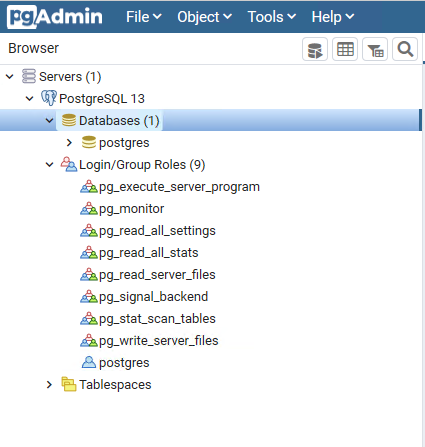 pgAdmin File Object Tools Help
Browser
Servers (1)
PostgreSQL 13
Databases (1)
postgres
Login/Group Roles (9)
pg_execute_server_program
pg_monitor
pg_read_all_settings
pg_read_all_stats
pg_read_server_files
pg_signal_backend
pg_stat_scan_tables
pg_write_server_files
postgres
Tablespaces